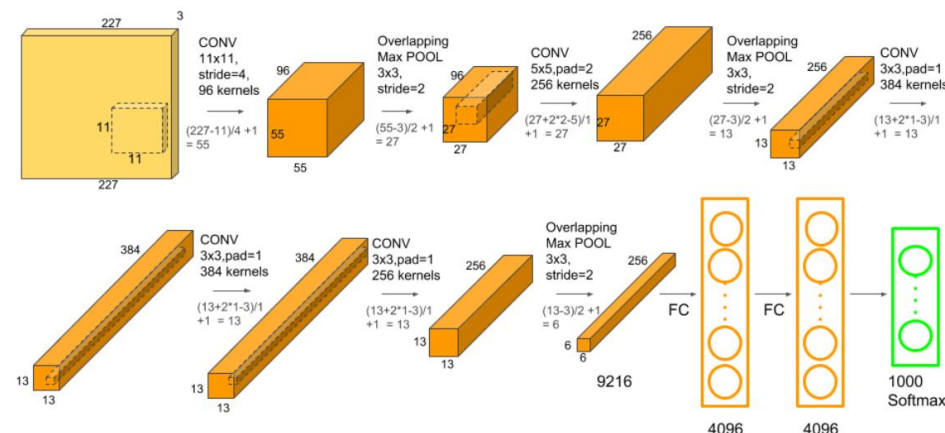 227
3
11
11
227
CONV
11x11,
stride=4,
96 kernels
(227-11)/4 +1
= 55
96
55
55
Overlapping
Max POOL
3x3,
stride=2
(55-3)/2 +1
= 27
96
27
27
CONV
5x5,pad=2
256 kernels
(27+2*2-5)/1
+1 = 27
256
27
27
Overlapping
Max POOL
3x3,
stride=2
(27-3)/2 +1
= 13
256
13
13
CONV
3x3,pad=1
384 kernels
(13+2*1-3)/1
+1 = 13
384
13
13
CONV
3x3,pad=1
384 kernels
(13+2*1-3)/1
+1 = 13
384
13
13
CONV
3x3,pad=1
256 kernels
(13+2*1-3)/1
+1 = 13
256
13
13
Overlapping
Max POOL
3x3,
stride=2
(13-3)/2 +1
= 6
256
6
6
9216
FC
4096
FC
4096
1000
Softmax